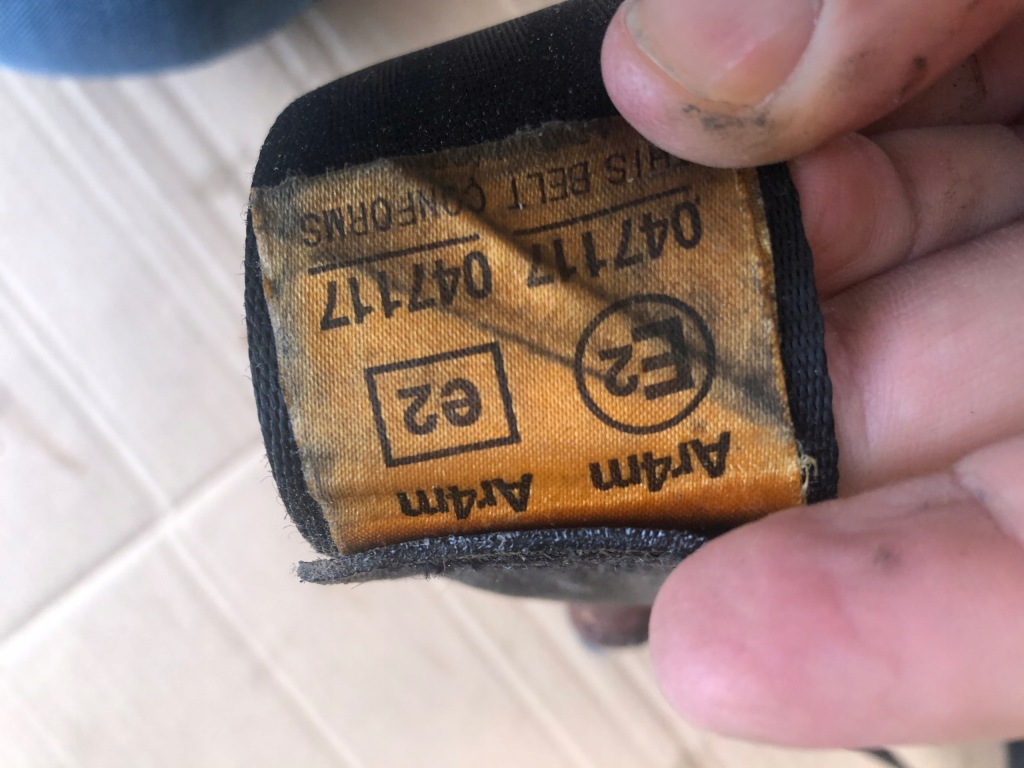 Ar4m Ar4m
E2 e2
047117 047117
THIS BELT CONFORMS